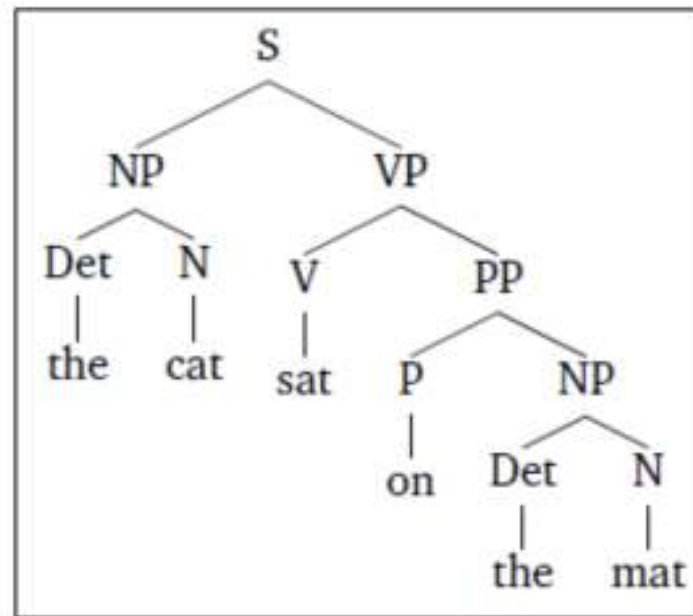 S
NP VP
Det N V PP
the cat sat P NP
on Det N
the mat